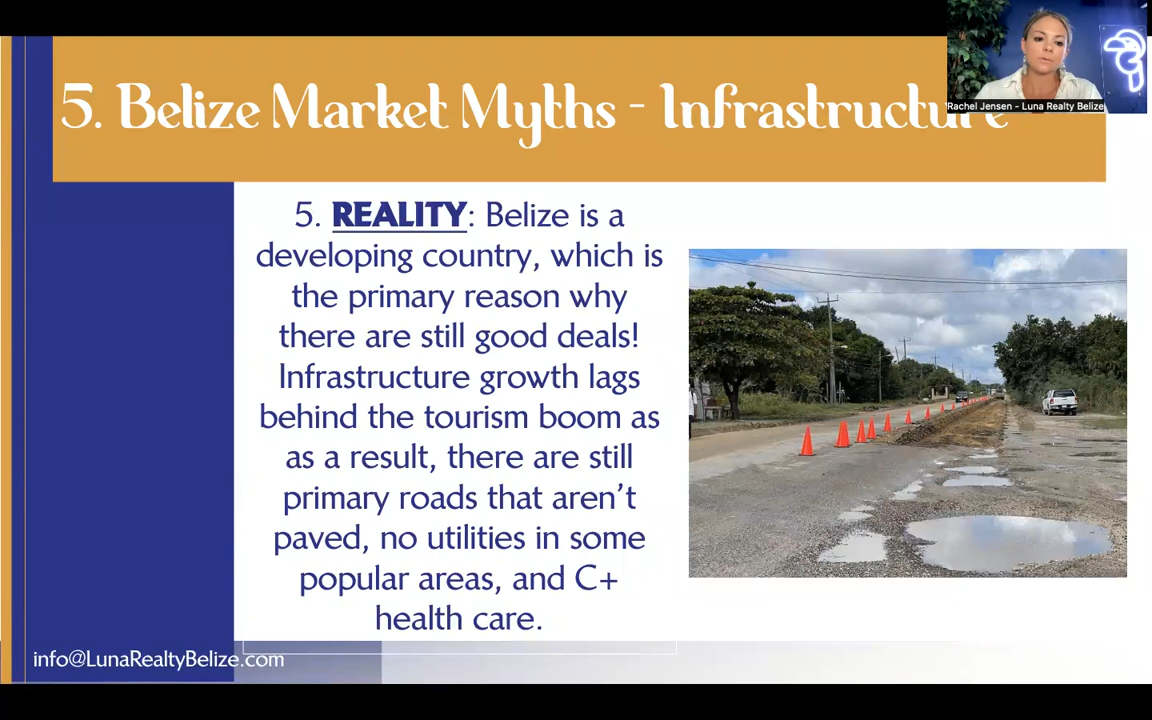 5. Belize Market Myths - Infrastructure
Rachel Jensen - Luna Realty Belize
5. REALITY: Belize is a
developing country, which is
the primary reason why
there are still good deals!
Infrastructure growth lags
behind the tourism boom as
as a result, there are still
primary roads that aren't
paved, no utilities in some
popular areas, and C+
health care.
info@LunaRealtyBelize.com